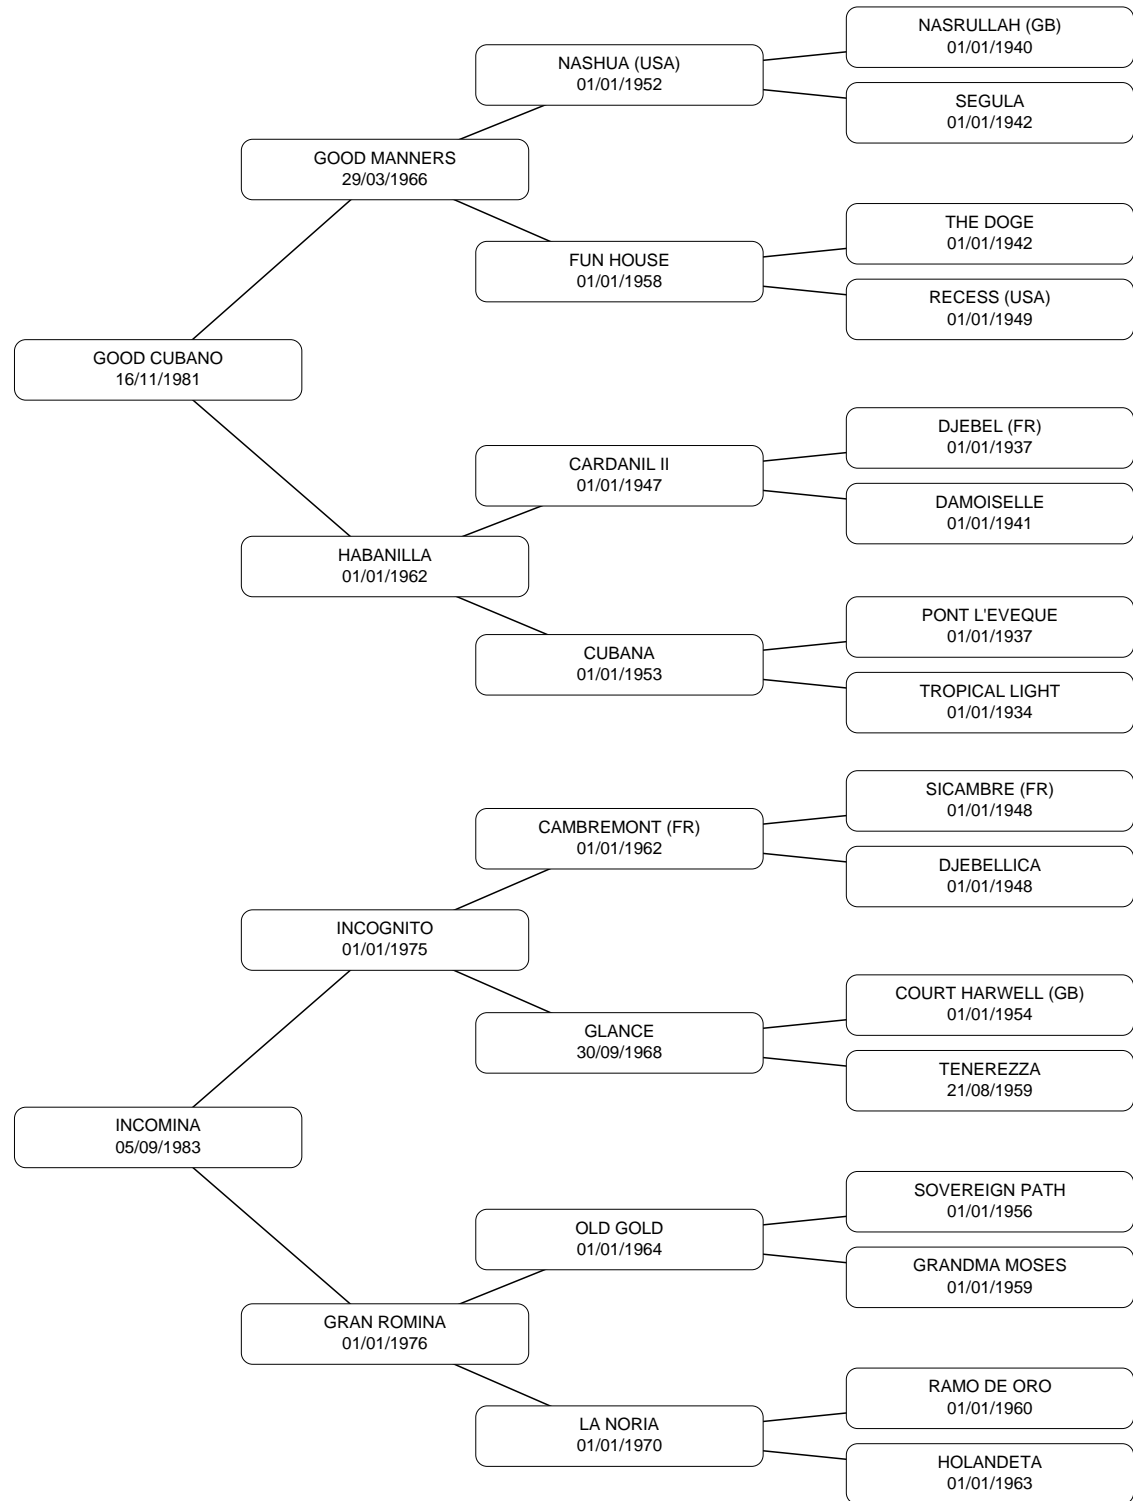 NASRULLAH (GB)
01/01/1940
NASHUA (USA)
01/01/1952
SEGULA
01/01/1942
GOOD MANNERS
29/03/1966
THE DOGE
01/01/1942
FUN HOUSE
01/01/1958
RECESS (USA)
01/01/1949
GOOD CUBANO
16/11/1981
DJEBEL (FR)
01/01/1937
CARDANIL II
01/01/1947
DAMOISELLE
01/01/1941
HABANILLA
01/01/1962
PONT L'EVEQUE
01/01/1937
CUBANA
01/01/1953
TROPICAL LIGHT
01/01/1934
SICAMBRE (FR)
01/01/1948
CAMBREMONT (FR)
01/01/1962
DJEBELLICA
01/01/1948
INCOGNITO
01/01/1975
COURT HARWELL (GB)
01/01/1954
GLANCE
30/09/1968
TENEREZZA
21/08/1959
INCOMINA
05/09/1983
SOVEREIGN PATH
01/01/1956
OLD GOLD
01/01/1964
GRANDMA MOSES
01/01/1959
GRAN ROMINA
01/01/1976
RAMO DE ORO
01/01/1960
LA NORIA
01/01/1970
HOLANDETA
01/01/1963